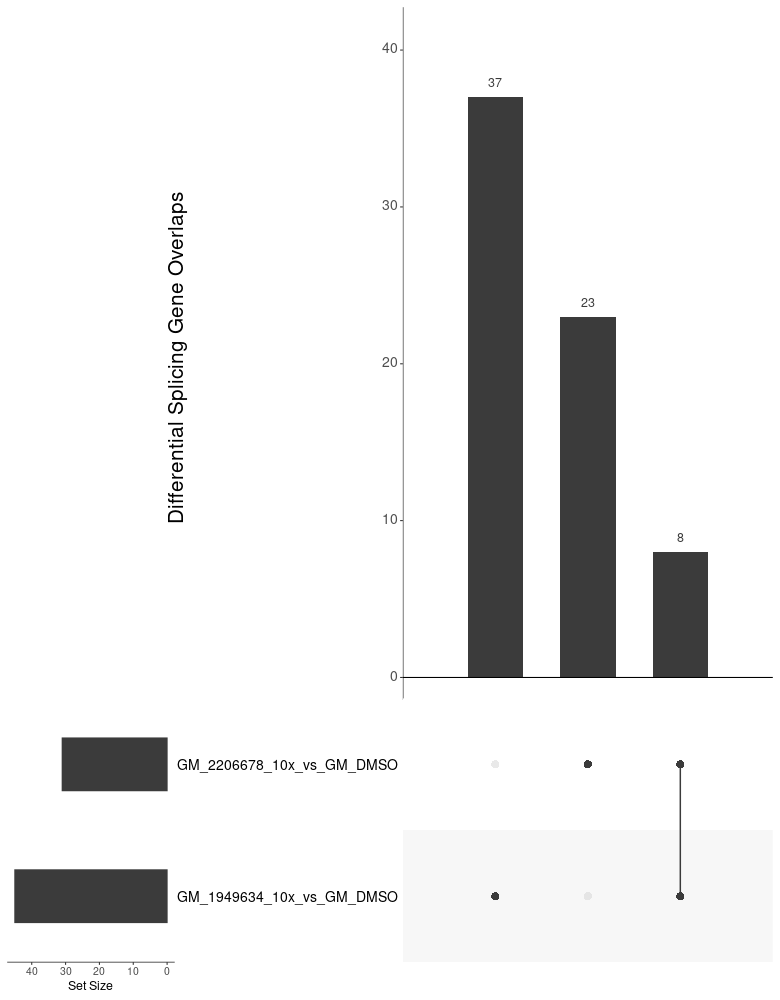 Differential Splicing Gene Overlaps
40
30
20
10
0
37
23
8
GM_2206678_10x_vs_GM_DMSO
GM_1949634_10x_vs_GM_DMSO
40 30 20 10 0
Set Size